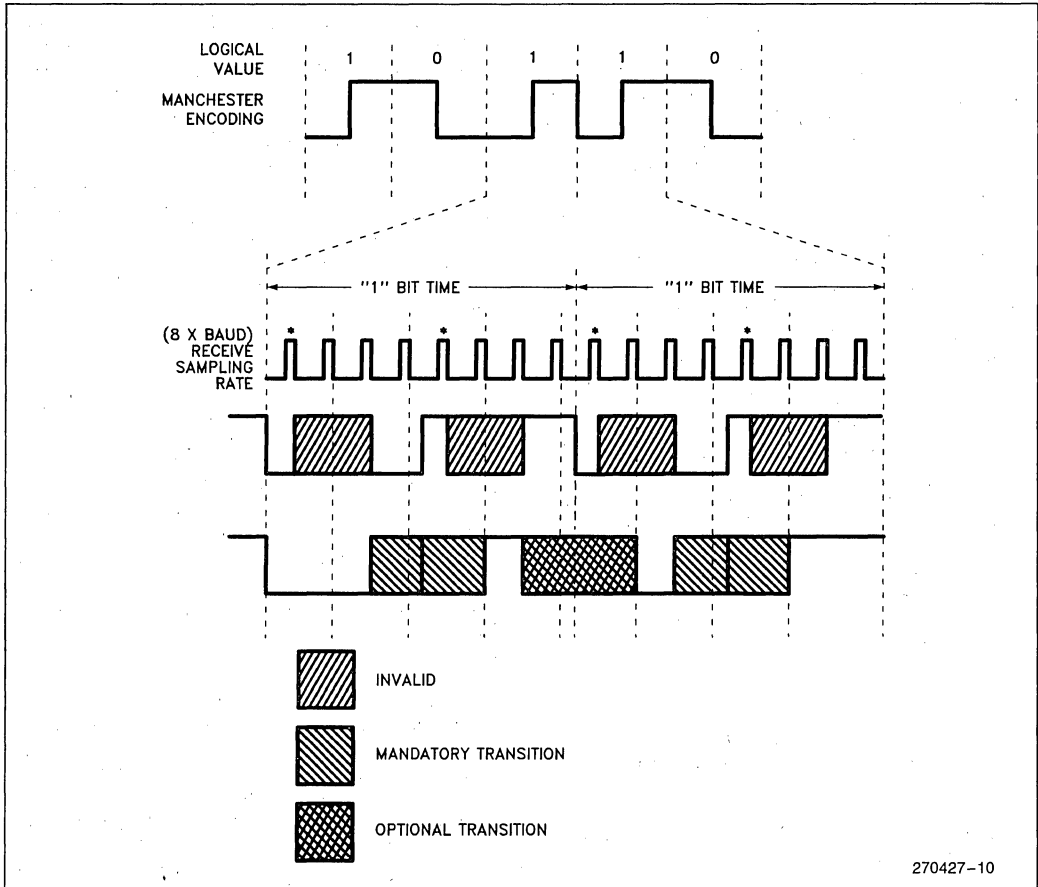 LOGICAL
VALUE
1 0 1 1 0
MANCHESTER
ENCODING
"1" BIT TIME "1" BIT TIME
(8 X BAUD)
RECEIVE
SAMPLING
RATE
* * * *
INVALID
MANDATORY TRANSITION
OPTIONAL TRANSITION
270427–10